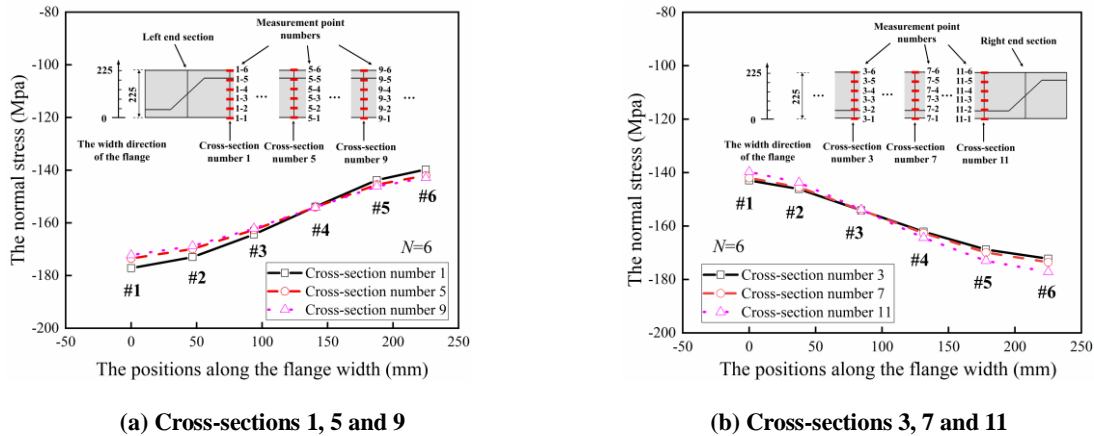 -80
-100
-120
-140
-160
-180
-200
The normal stress (Mpa)
-50 0 50 100 150 200 250
The positions along the flange width (mm)
Left end section
Measurement point
numbers
225
225
0
1-6
1-5
1-4
1-3
1-2
1-1
5-6
5-5
5-4
5-3
5-2
5-1
9-6
9-5
9-4
9-3
9-2
9-1
... ... ...
The width direction
of the flange
Cross-section
number 1
Cross-section
number 5
Cross-section
number 9
#1
#2
#3
#4
#5
#6
N=6
Cross-section number 1
Cross-section number 5
Cross-section number 9
(a) Cross-sections 1, 5 and 9
-80
-100
-120
-140
-160
-180
-200
The normal stress (Mpa)
-50 0 50 100 150 200 250
The positions along the flange width (mm)
Measurement point
numbers
Right end section
225
225
0
3-6
3-5
3-4
3-3
3-2
3-1
7-6
7-5
7-4
7-3
7-2
7-1
11-6
11-5
11-4
11-3
11-2
11-1
... ... ...
The width direction
of the flange
Cross-section
number 3
Cross-section
number 7
Cross-section
number 11
#1
#2
#3
#4
#5
#6
N=6
Cross-section number 3
Cross-section number 7
Cross-section number 11
(b) Cross-sections 3, 7 and 11